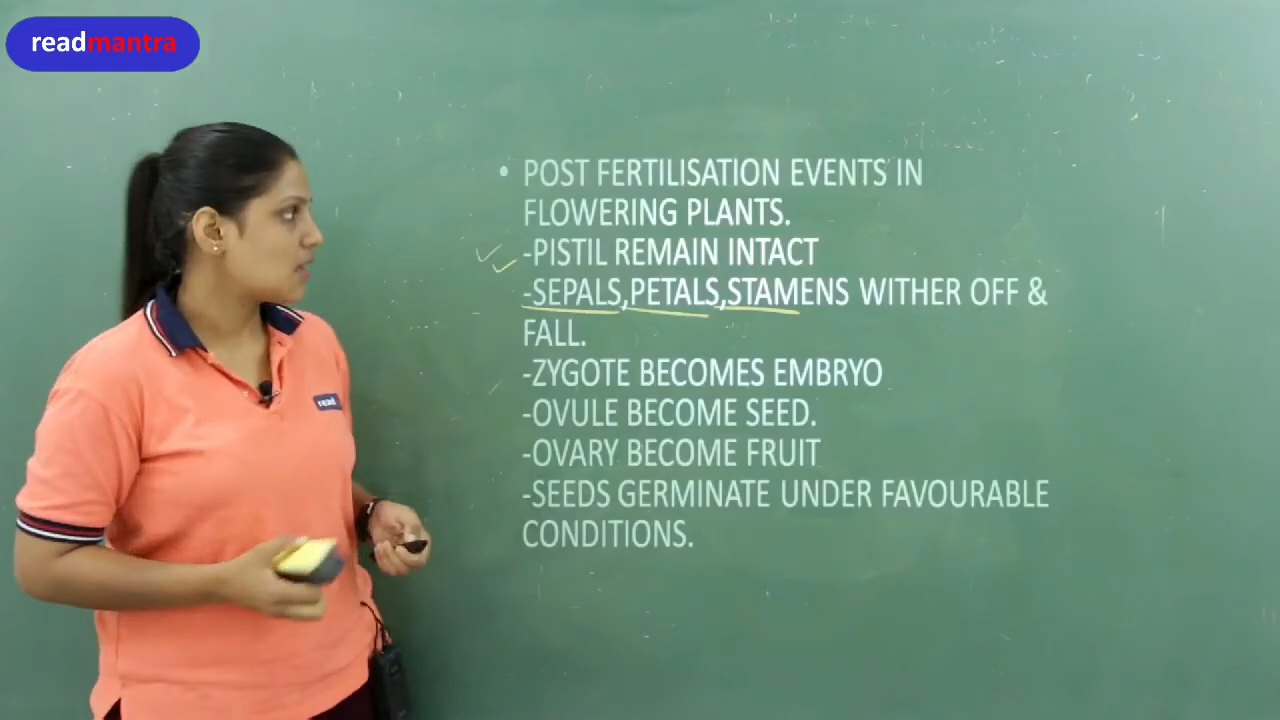 readmantra
• POST FERTILISATION EVENTS IN
FLOWERING PLANTS.
-PISTIL REMAIN INTACT
-SEPALS,PETALS,STAMENS WITHER OFF &
FALL.
-ZYGOTE BECOMES EMBRYO
-OVULE BECOME SEED.
-OVARY BECOME FRUIT
-SEEDS GERMINATE UNDER FAVOURABLE
CONDITIONS.
read